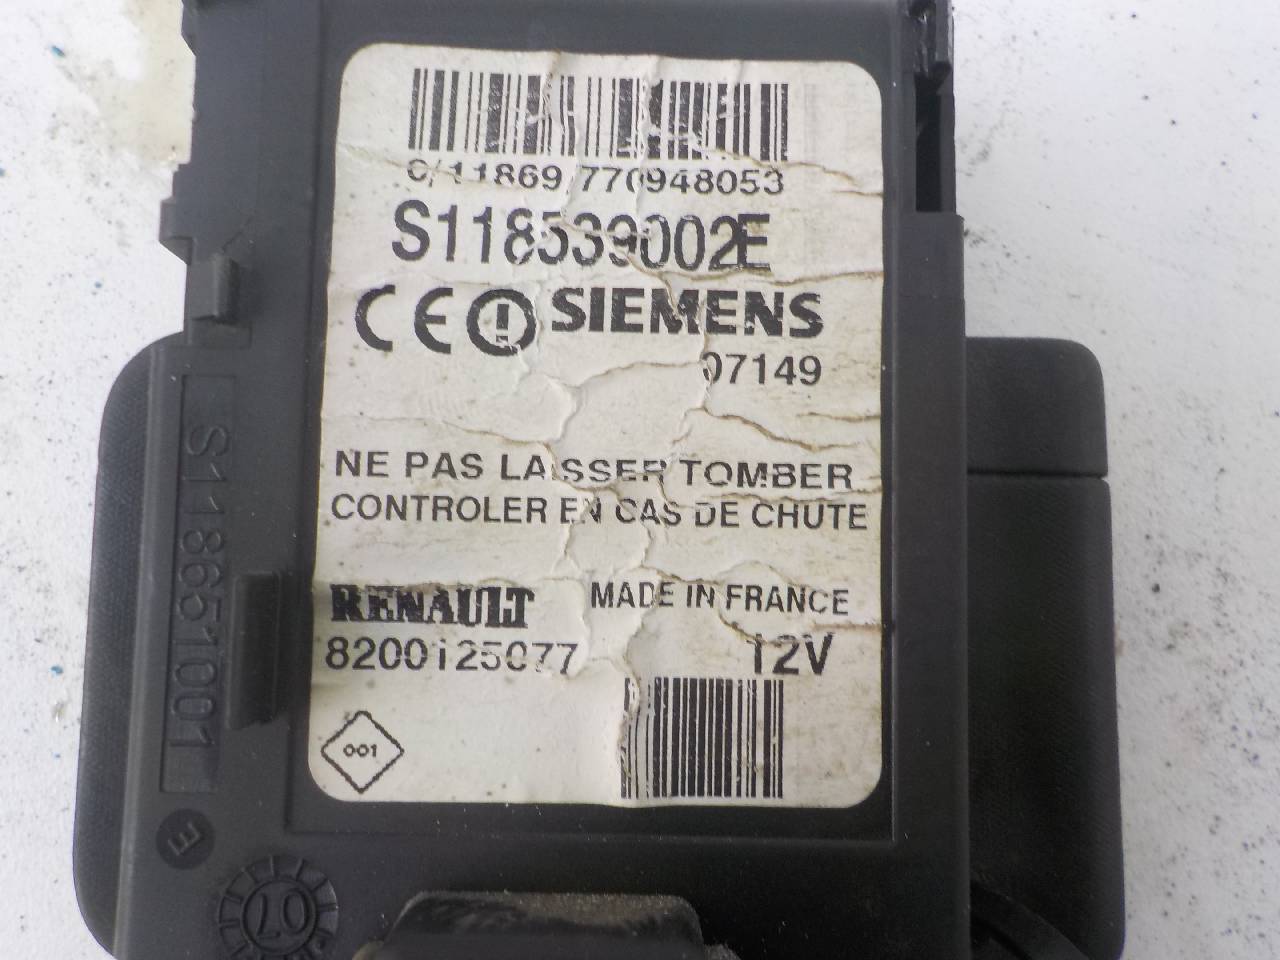 C/11869 770948053
S118539002E
CE SIEMENS
07149
NE PAS LAISSER TOMBER
CONTROLER EN CAS DE CHUTE
RENAULT MADE IN FRANCE
8200125077 12V
001
S118651001
E
07